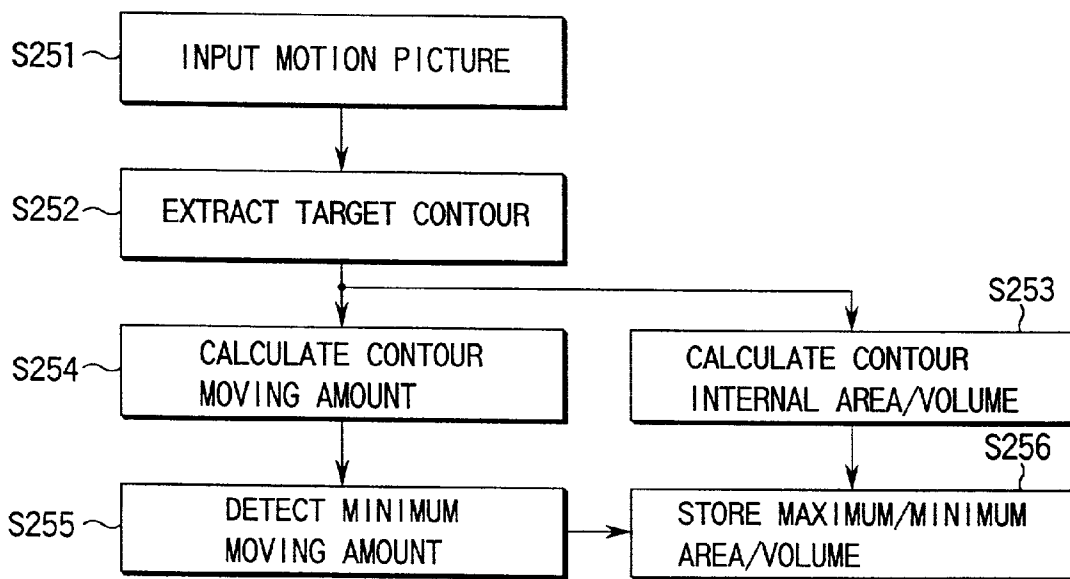 S251
INPUT MOTION PICTURE
S252
EXTRACT TARGET CONTOUR
S253
S254
CALCULATE CONTOUR
MOVING AMOUNT
CALCULATE CONTOUR
INTERNAL AREA/VOLUME
S256
S255
DETECT MINIMUM
MOVING AMOUNT
STORE MAXIMUM/MINIMUM
AREA/VOLUME